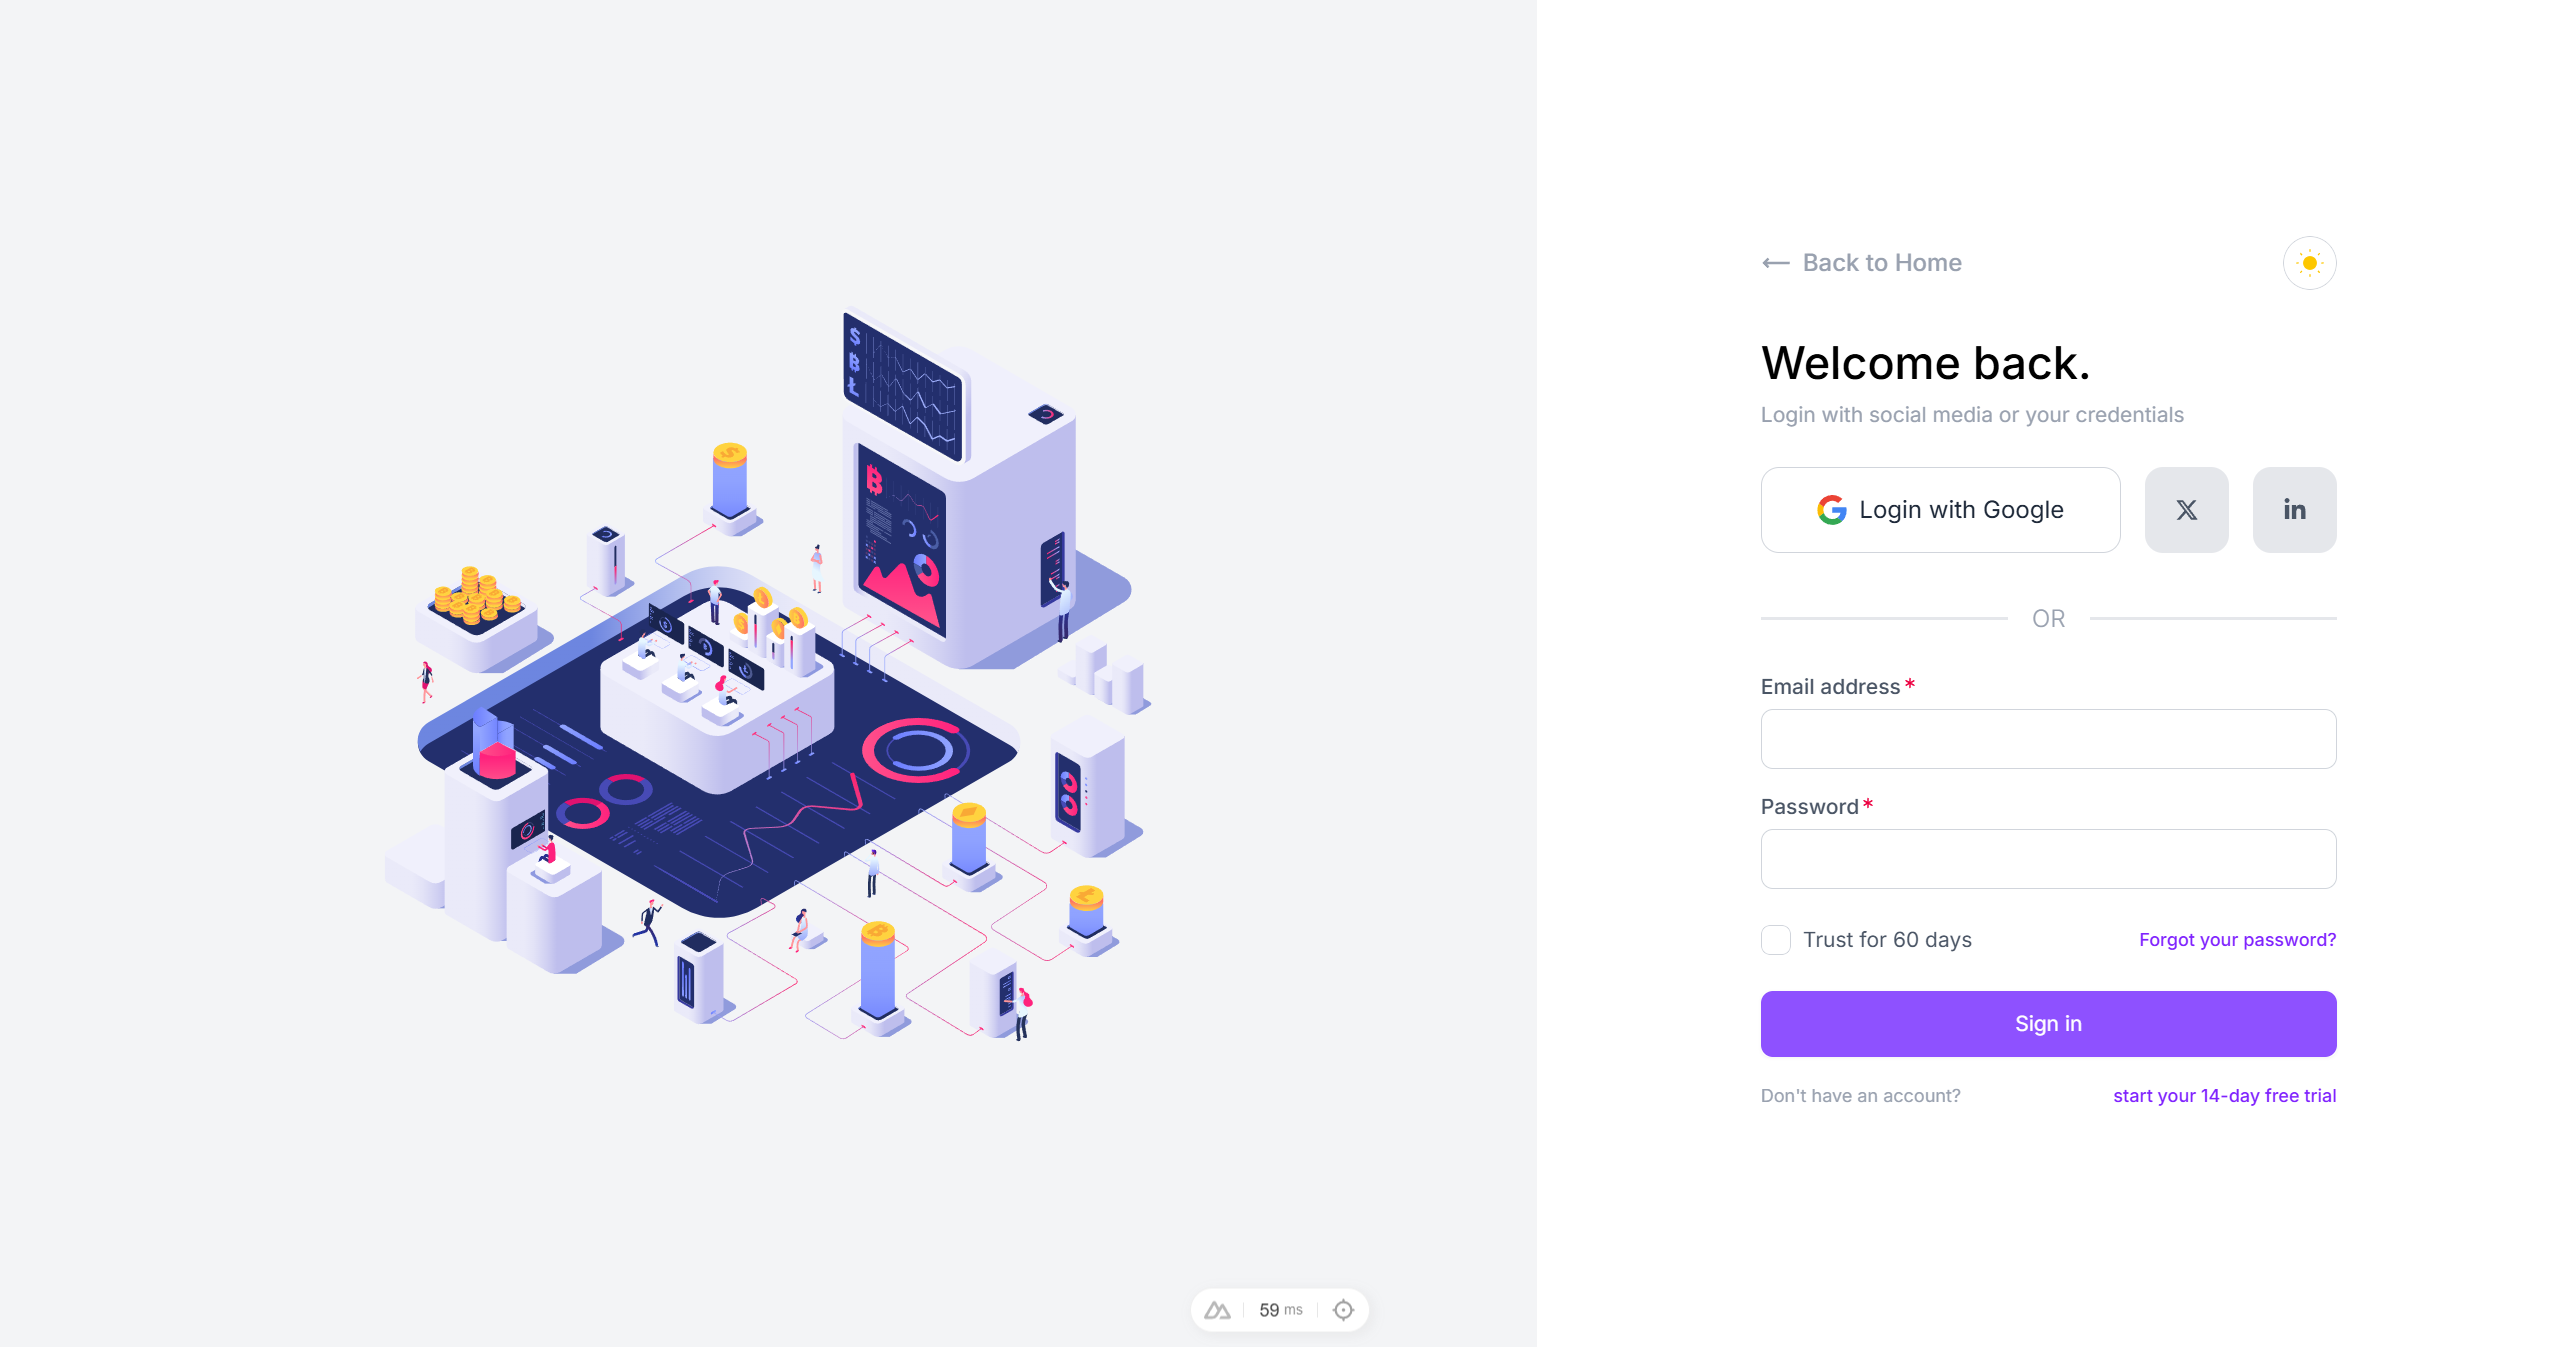 Back to Home
Welcome back.
Login with social media or your credentials
Login with Google
OR
Email address*
Password*
Trust for 60 days
Forgot your password?
Sign in
Don't have an account?
start your 14-day free trial
59 ms